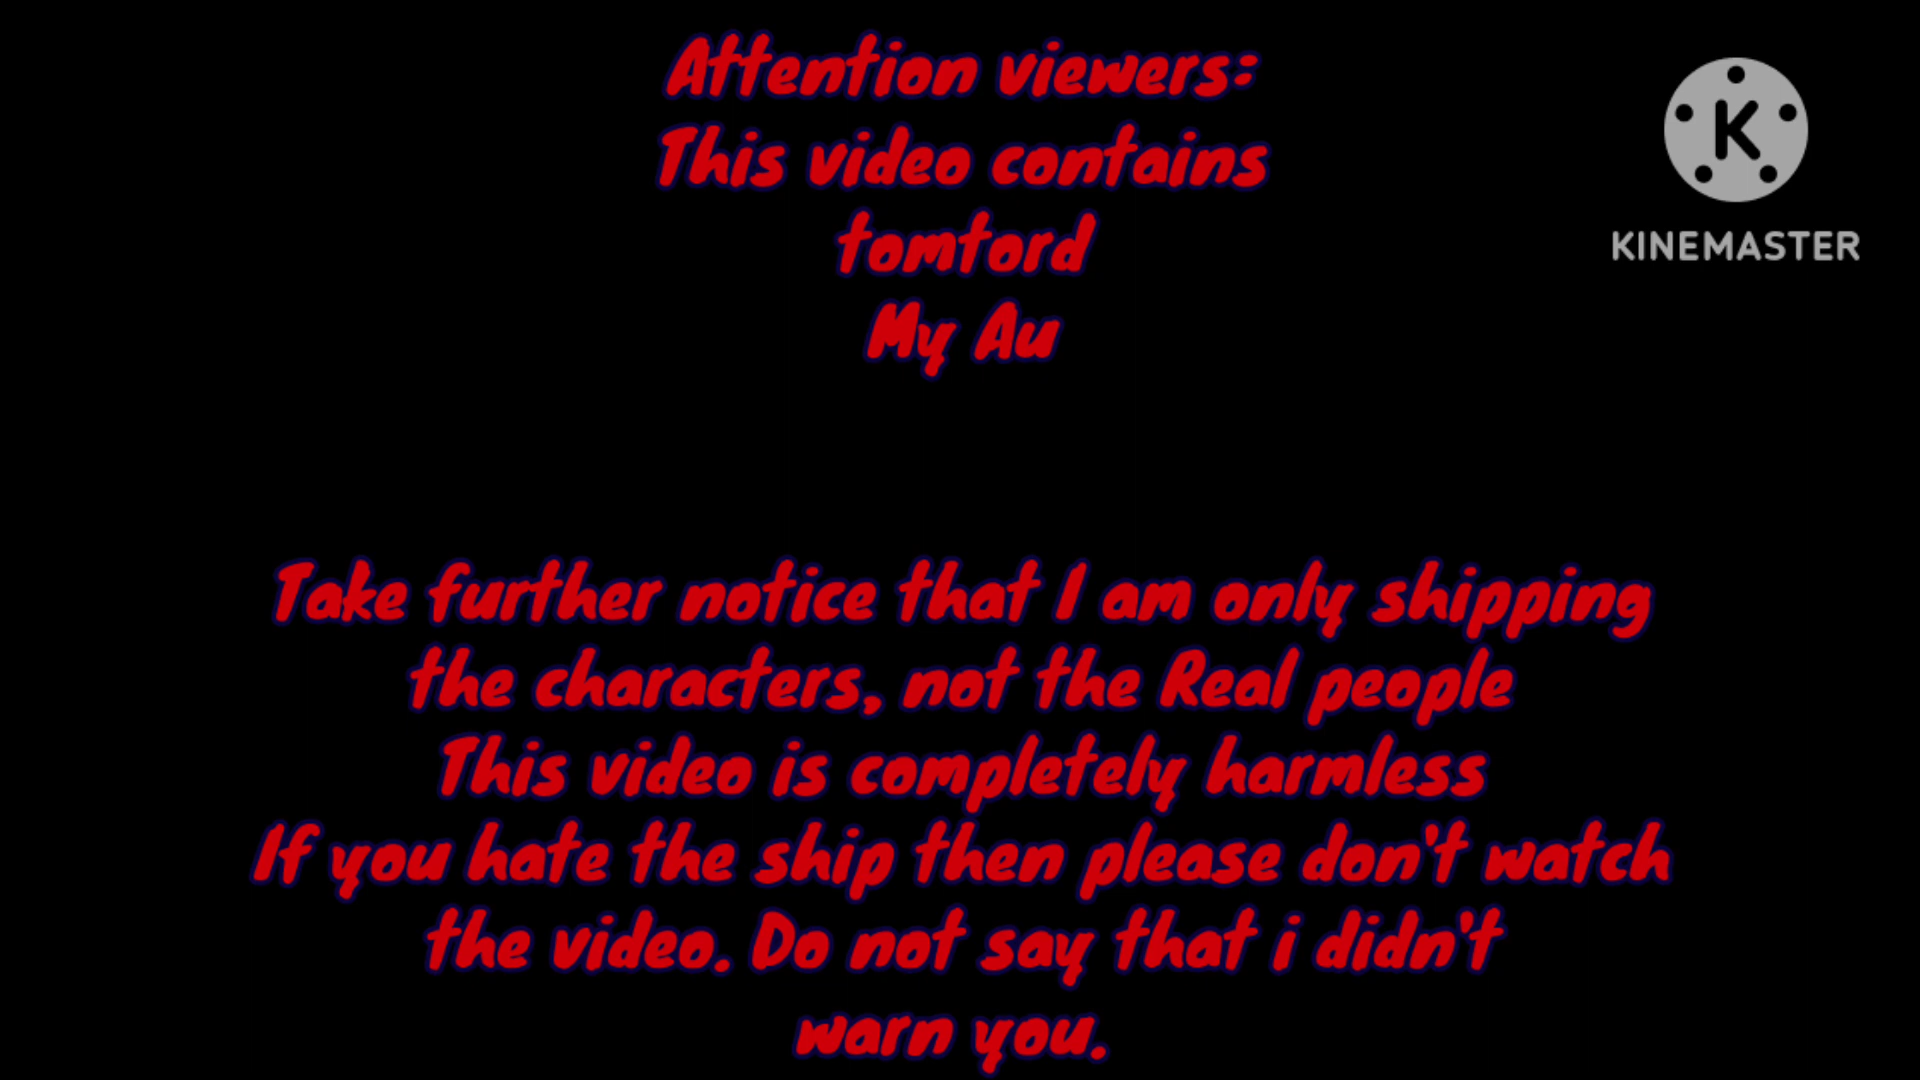 Attention viewers:
This video contains
tomtord
My Au
K
KINEMASTER
Take further notice that I am only shipping
the characters, not the Real people
This video is completely harmless
If you hate the ship then please don't watch
the video. Do not say that i didn't
warn you.